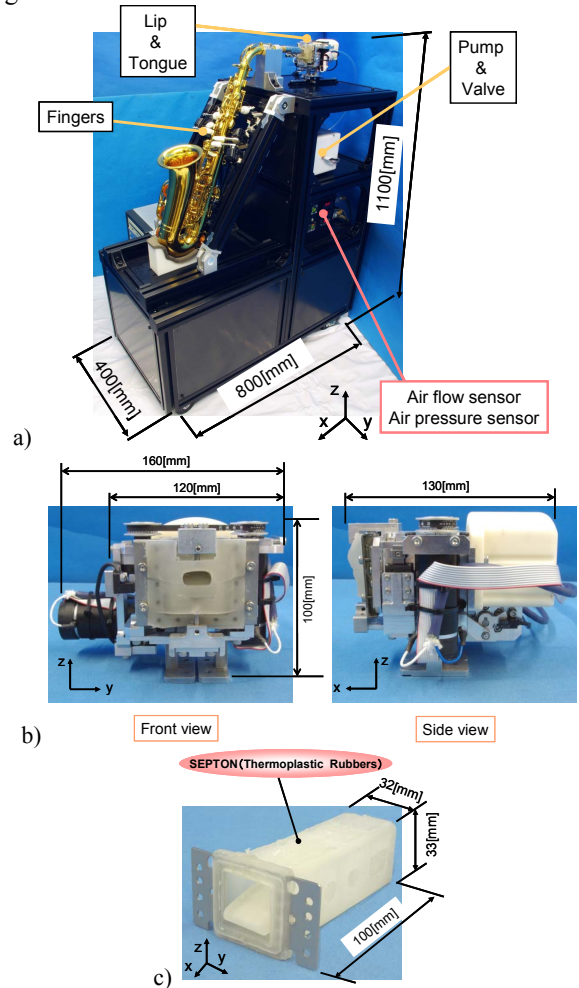 Lip
&
Tongue
Pump
&
Valve
Fingers
1100[mm]
400[mm]
800[mm]
Air flow sensor
Air pressure sensor
z
x
y
a)
160[mm]
120[mm]
130[mm]
100[mm]
z
y
z
x
Front view
Side view
b)
SEPTON(Thermoplastic Rubbers)
32[mm]
33[mm]
100[mm]
z
x
y
c)